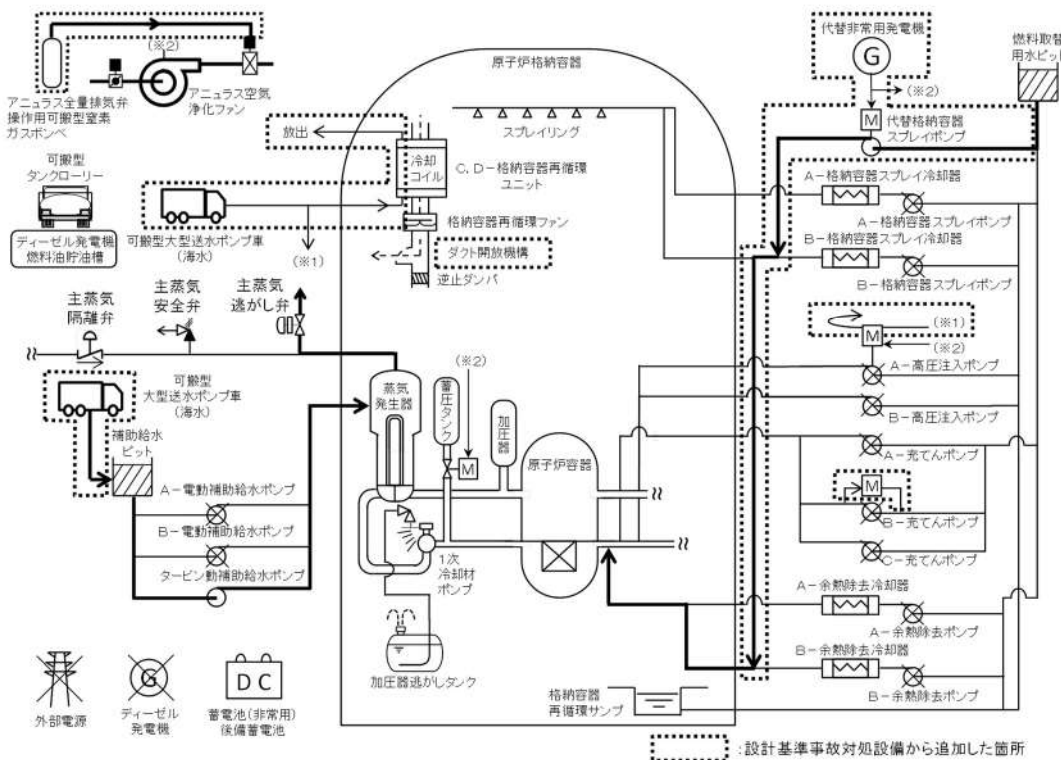 (※2)
アニュラス全量排気弁
操作用可搬型窒素
ガスボンベ
アニュラス空気
浄化ファン
可搬型
タンクローリー
ディーゼル発電機
燃料油貯油槽
放出
可搬型大型送水ポンプ車
(海水)
(※1)
原子炉格納容器
スプレイリング
冷却
コイル
C, D-格納容器再循環
ユニット
格納容器再循環ファン
ダクト開放機構
逆止ダンパ
代替非常用発電機
G
(※2)
M
代替格納容器
スプレイポンプ
燃料取替
用水ピット
A-格納容器スプレイ冷却器
A-格納容器スプレイポンプ
B-格納容器スプレイ冷却器
B-格納容器スプレイポンプ
主蒸気
隔離弁
主蒸気
安全弁
主蒸気
逃がし弁
可搬型
大型送水ポンプ車
(海水)
補助給水
ピット
A-電動補助給水ポンプ
B-電動補助給水ポンプ
タービン動補助給水ポンプ
蒸気
発生器
蓄圧タンク
(※2)
M
加圧器
原子炉容器
1次
冷却材
ポンプ
加圧器逃がしタンク
(※1)
M
(※2)
A-高圧注入ポンプ
B-高圧注入ポンプ
A-充てんポンプ
M
B-充てんポンプ
C-充てんポンプ
A-余熱除去冷却器
A-余熱除去ポンプ
B-余熱除去冷却器
B-余熱除去ポンプ
格納容器
再循環サンプ
外部電源
G
ディーゼル
発電機
DC
蓄電池(非常用)
後備蓄電池
:設計基準事故対処設備から追加した箇所